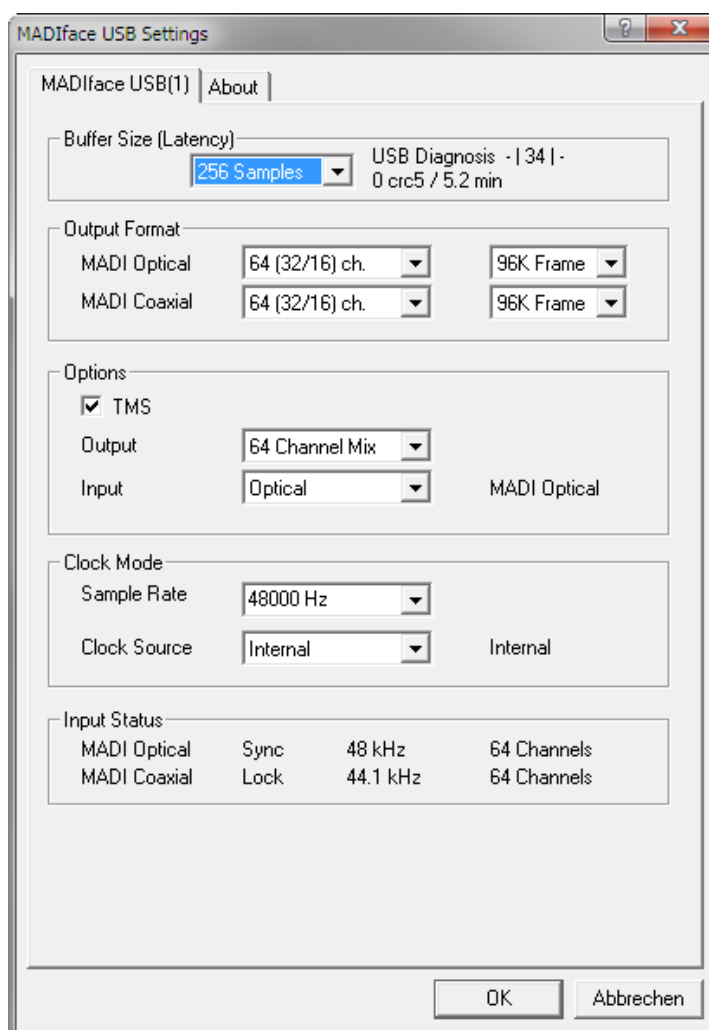 MADIface USB Settings
MADIface USB(1) About
Buffer Size (Latency)
256 Samples USB Diagnosis - | 34 | -
0 crc5 / 5.2 min
Output Format
MADI Optical 64 (32/16) ch. 96K Frame
MADI Coaxial 64 (32/16) ch. 96K Frame
Options
TMS
Output 64 Channel Mix
Input Optical MADI Optical
Clock Mode
Sample Rate 48000 Hz
Clock Source Internal Internal
Input Status
MADI Optical Sync 48 kHz 64 Channels
MADI Coaxial Lock 44.1 kHz 64 Channels
OK Abbrechen